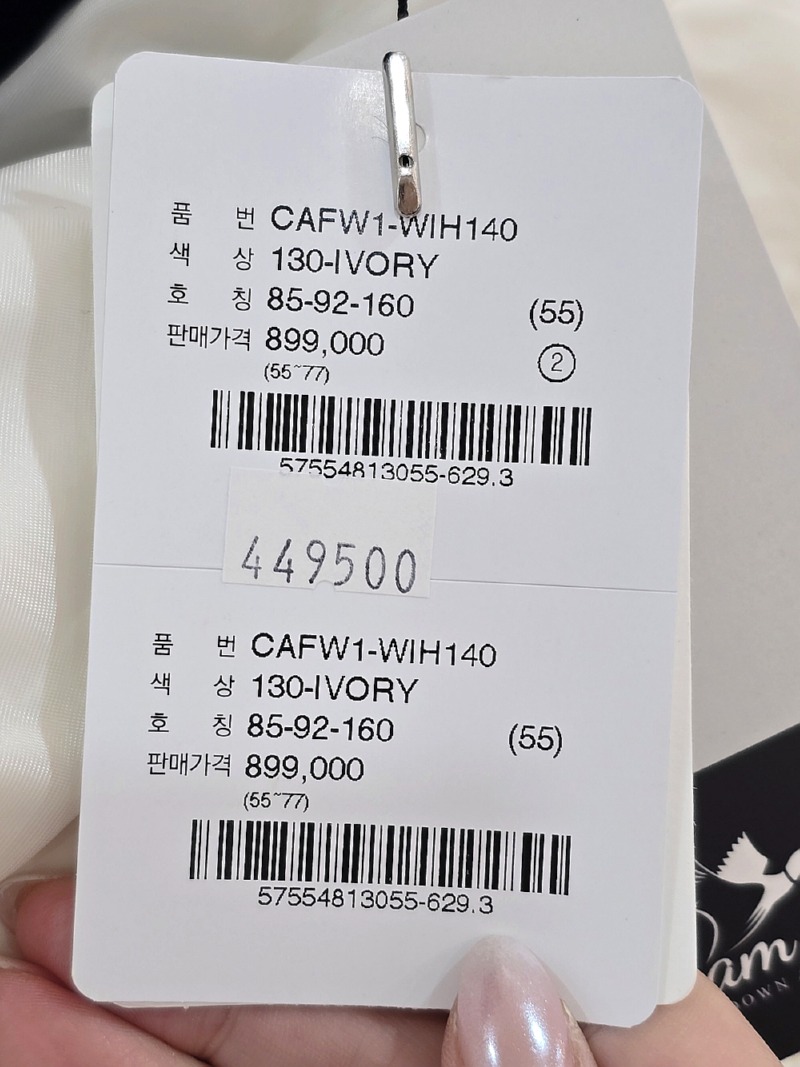 품 번 CAFW1-WIH140
색 상 130-IVORY
호 칭 85-92-160 (55)
판매가격 899,000 ②
(55~77)
57554813055-629.3
449500
품 번 CAFW1-WIH140
색 상 130-IVORY
호 칭 85-92-160 (55)
판매가격 899,000
(55~77)
57554813055-629.3